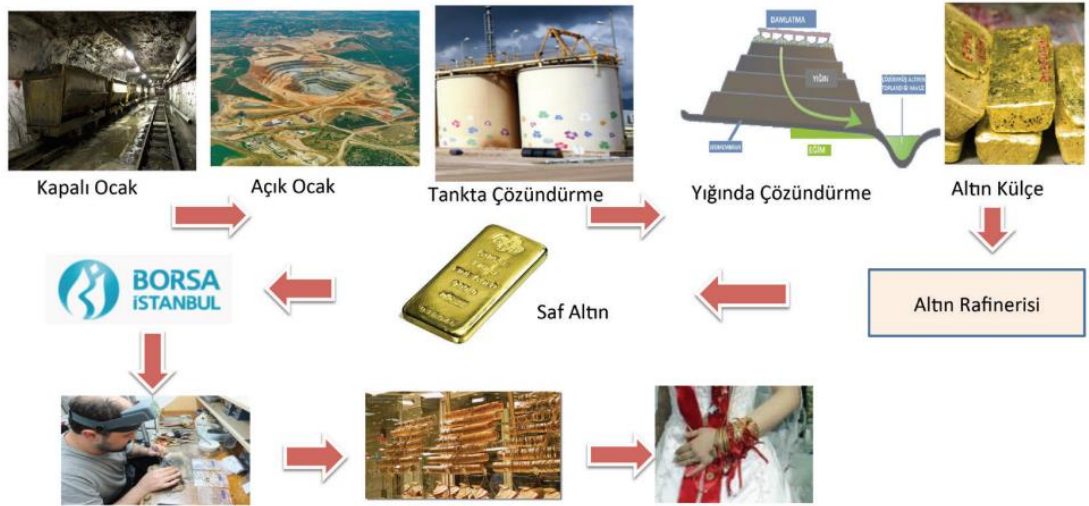 DAMLATMA
YIĞIN
EĞİM
Kapalı Ocak
Açık Ocak
Tankta Çözündürme
Yığında Çözündürme
Altın Külçe
BORSA
İSTANBUL
Saf Altın
Altın Rafinerisi